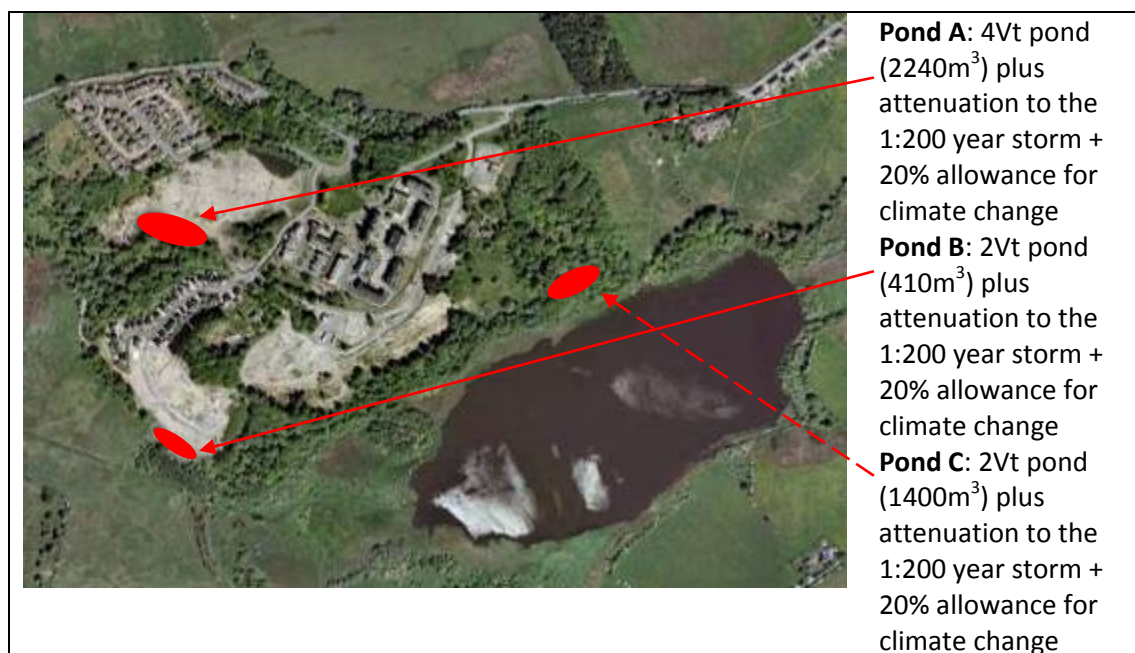 Pond A: 4Vt pond
(2240m³) plus
attenuation to the
1:200 year storm +
20% allowance for
climate change
Pond B: 2Vt pond
(410m³) plus
attenuation to the
1:200 year storm +
20% allowance for
climate change
Pond C: 2Vt pond
(1400m³) plus
attenuation to the
1:200 year storm +
20% allowance for
climate change